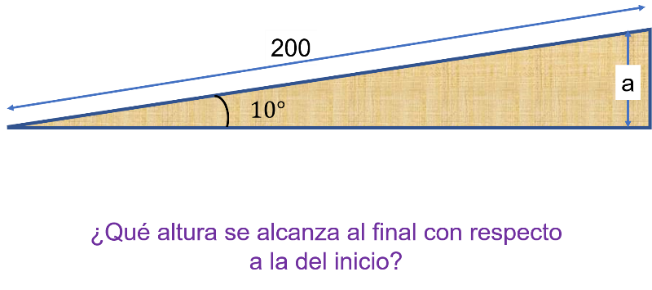 200
a
10°
¿Qué altura se alcanza al final con respecto
a la del inicio?